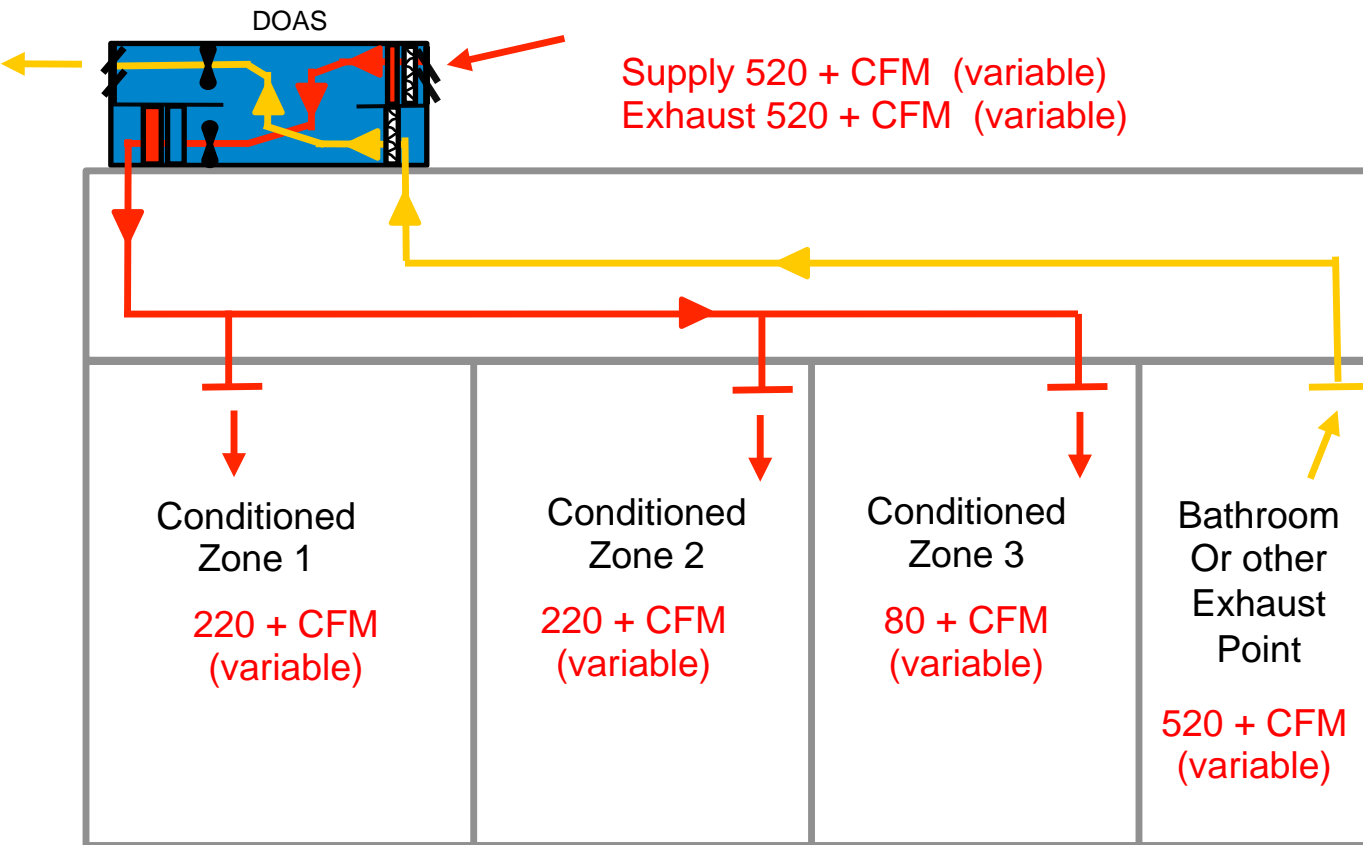 DOAS
Supply 520 + CFM (variable)
Exhaust 520 + CFM (variable)
Conditioned
Zone 1
220 + CFM
(variable)
Conditioned
Zone 2
220 + CFM
(variable)
Conditioned
Zone 3
80 + CFM
(variable)
Bathroom
Or other
Exhaust
Point
520 + CFM
(variable)